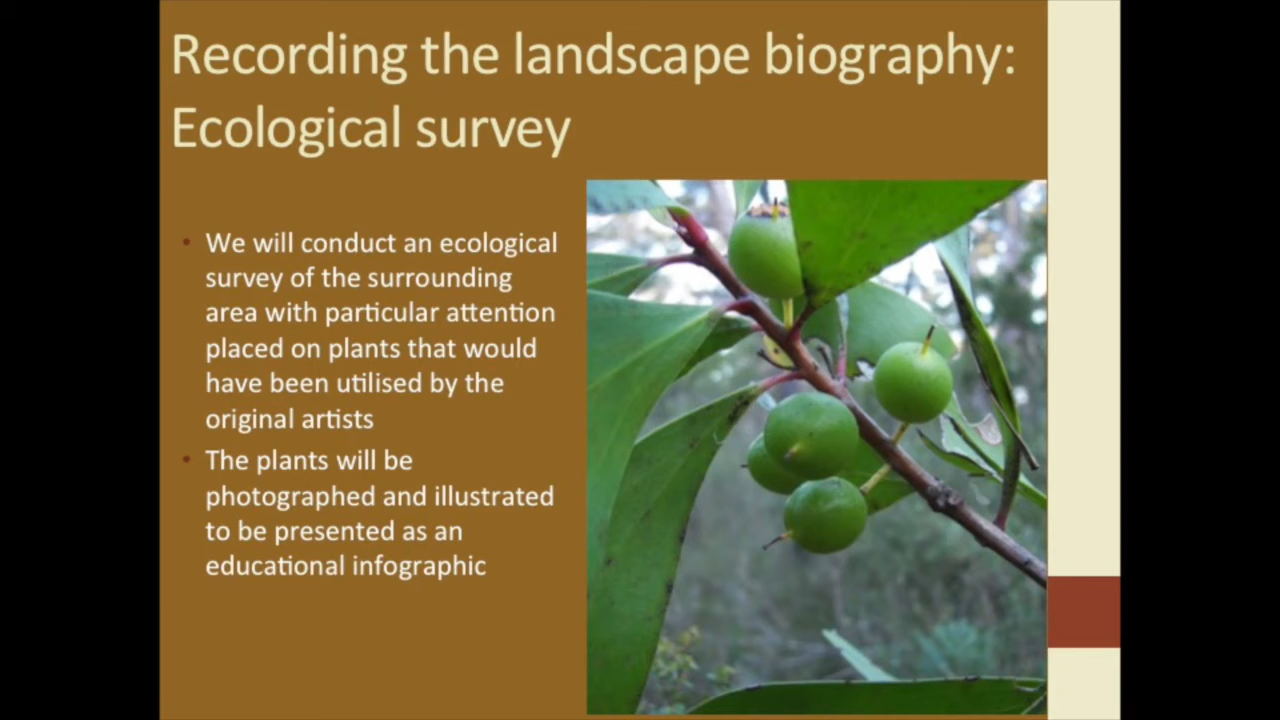 Recording the landscape biography:
Ecological survey
• We will conduct an ecological
survey of the surrounding
area with particular attention
placed on plants that would
have been utilised by the
original artists
• The plants will be
photographed and illustrated
to be presented as an
educational infographic